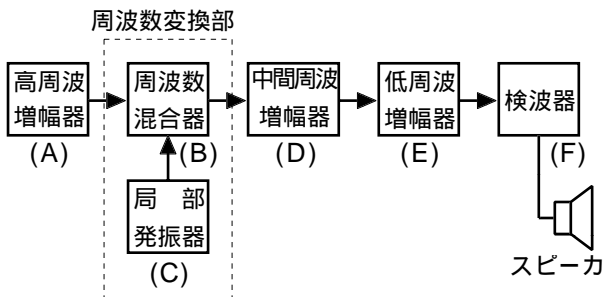 周波数変換部
高周波
増幅器
(A)
周波数
混合器
(B)
局 部
発振器
(C)
中間周波
増幅器
(D)
低周波
増幅器
(E)
検波器
(F)
スピーカ